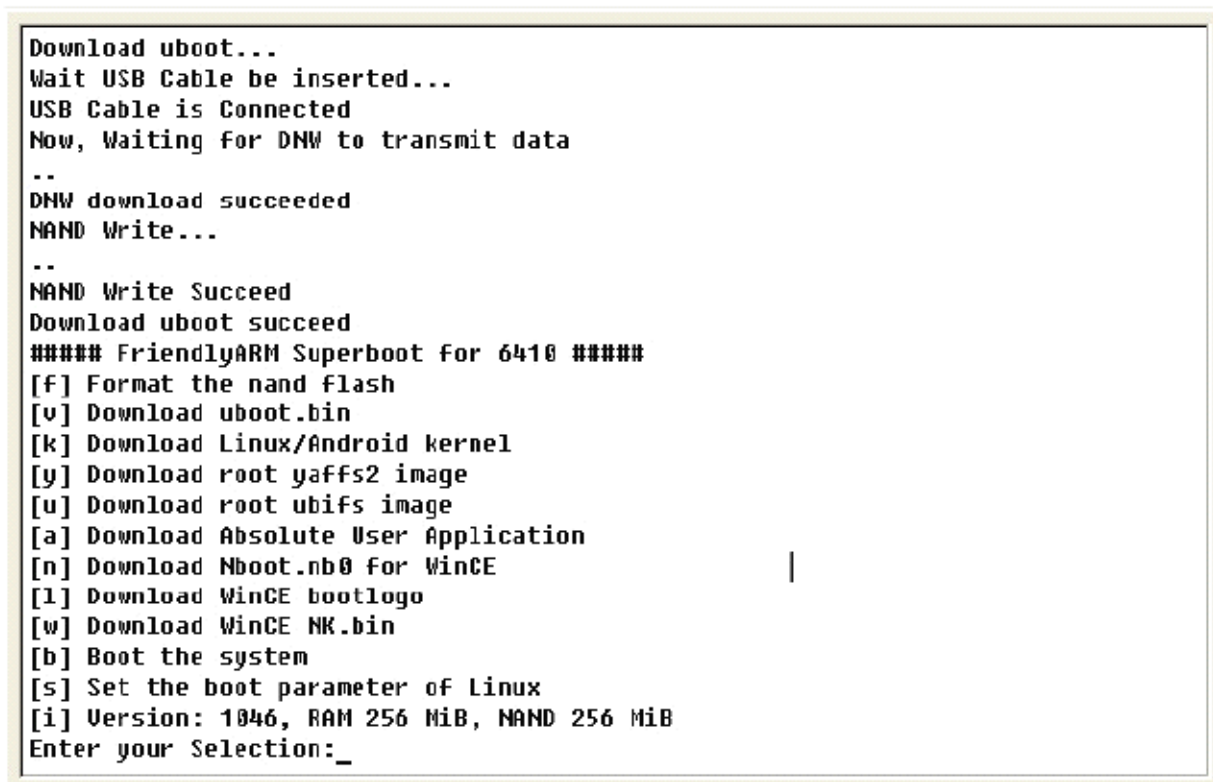 Download uboot...
Wait USB Cable be inserted...
USB Cable is Connected
Now, Waiting for DNW to transmit data
..
DNW download succeeded
NAND Write...
..
NAND Write Succeed
Download uboot succeed
##### FriendlyARM Superboot for 6410 #####
[f] Format the nand flash
[v] Download uboot.bin
[k] Download Linux/Android kernel
[y] Download root yaffs2 image
[u] Download root ubifs image
[a] Download Absolute User Application
[n] Download Nboot.nb0 for WinCE
[l] Download WinCE bootlogo
[w] Download WinCE NK.bin
[b] Boot the system
[s] Set the boot parameter of Linux
[i] Version: 1046, RAM 256 MiB, NAND 256 MiB
Enter your Selection:_